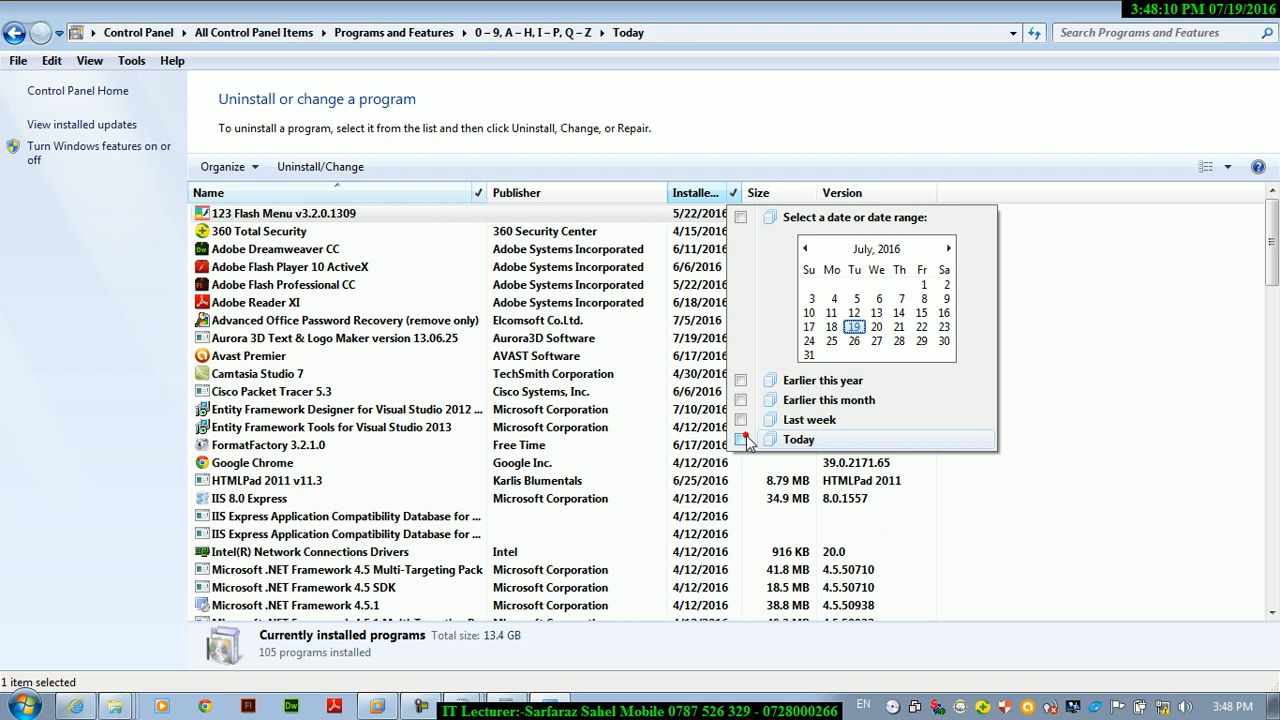 3:48:10 PM 07/19/2016
Control Panel All Control Panel Items Programs and Features 0 – 9, A – H, I – P, Q – Z Today Search Programs and Features
File Edit View Tools Help
Control Panel Home
View installed updates
Turn Windows features on or off
Uninstall or change a program
To uninstall a program, select it from the list and then click Uninstall, Change, or Repair.
Organize Uninstall/Change
Name Publisher Installe... Size Version
123 Flash Menu v3.2.0.1309 5/22/2016
360 Total Security 360 Security Center 4/15/2016
Adobe Dreamweaver CC Adobe Systems Incorporated 6/11/2016
Adobe Flash Player 10 ActiveX Adobe Systems Incorporated 6/6/2016
Adobe Flash Professional CC Adobe Systems Incorporated 5/22/2016
Adobe Reader XI Adobe Systems Incorporated 6/18/2016
Advanced Office Password Recovery (remove only) Elcomsoft Co.Ltd. 7/5/2016
Aurora 3D Text & Logo Maker version 13.06.25 Aurora3D Software 7/19/2016
Avast Premier AVAST Software 6/17/2016
Camtasia Studio 7 TechSmith Corporation 4/30/2016
Cisco Packet Tracer 5.3 Cisco Systems, Inc. 6/6/2016
Entity Framework Designer for Visual Studio 2012 ... Microsoft Corporation 7/10/2016
Entity Framework Tools for Visual Studio 2013 Microsoft Corporation 4/12/2016
FormatFactory 3.2.1.0 Free Time 6/17/2016
Google Chrome Google Inc. 4/12/2016 39.0.2171.65
HTMLPad 2011 v11.3 Karlis Blumentals 6/25/2016 8.79 MB HTMLPad 2011
IIS 8.0 Express Microsoft Corporation 4/12/2016 34.9 MB 8.0.1557
IIS Express Application Compatibility Database for ... 4/12/2016
IIS Express Application Compatibility Database for ... 4/12/2016
Intel(R) Network Connections Drivers Intel 4/12/2016 916 KB 20.0
Microsoft .NET Framework 4.5 Multi-Targeting Pack Microsoft Corporation 4/12/2016 41.8 MB 4.5.50710
Microsoft .NET Framework 4.5 SDK Microsoft Corporation 4/12/2016 18.5 MB 4.5.50710
Microsoft .NET Framework 4.5.1 Microsoft Corporation 4/12/2016 38.8 MB 4.5.50938
Select a date or date range:
July, 2016
Su Mo Tu We Th Fr Sa
1 2
3 4 5 6 7 8 9
10 11 12 13 14 15 16
17 18 19 20 21 22 23
24 25 26 27 28 29 30
31
Earlier this year
Earlier this month
Last week
Today
Currently installed programs Total size: 13.4 GB
105 programs installed
1 item selected
IT Lecturer:-Sarfaraz Sahel Mobile 0787 526 329 - 0728000266
EN
3:48 PM